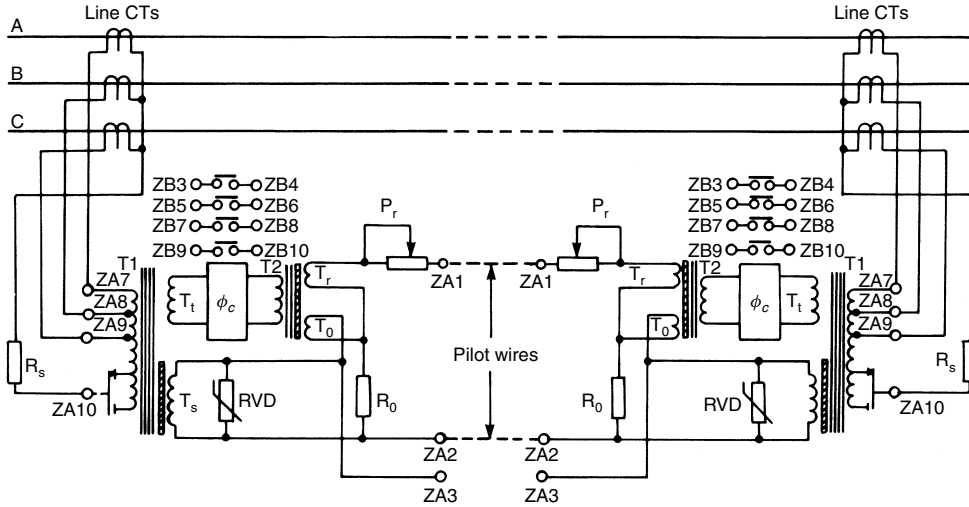 Line CTs Line CTs
A
B
C
ZB3 ZB4 ZB3 ZB4
ZB5 ZB6 ZB5 ZB6
ZB7 ZB8 P_r P_r ZB7 ZB8
ZB9 ZB10 ZB9 ZB10
T1 T2 T_r ZA1 ZA1 T_r T2 T1
ZA7 ZA7
ZA8 T_t ϕ_c ϕ_c T_t ZA8
ZA9 T_0 T_0 ZA9
R_s Pilot wires R_s
ZA10 T_s RVD R_0 R_0 RVD ZA10
ZA2 ZA2
ZA3 ZA3